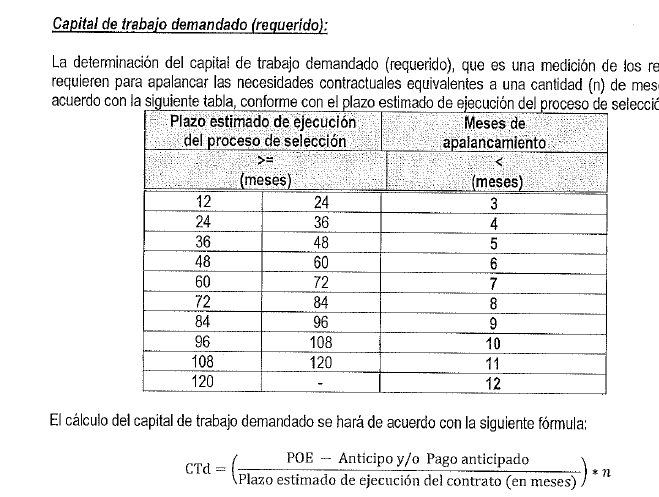 Capital de trabajo demandado (requerido):
La determinación del capital de trabajo demandado (requerido), que es una medición de los re
requieren para apalancar las necesidades contractuales equivalentes a una cantidad (n) de mes
acuerdo con la siguiente tabla, conforme con el plazo estimado de ejecución del proceso de selecció
Plazo estimado de ejecución Meses de
del proceso de selección apalancamiento
>= <
(meses) (meses)
12 24 3
24 36 4
36 48 5
48 60 6
60 72 7
72 84 8
84 96 9
96 108 10
108 120 11
120 - 12
El cálculo del capital de trabajo demandado se hará de acuerdo con la siguiente fórmula:
CTd = (POE − Anticipo y/o Pago anticipado / Plazo estimado de ejecución del contrato (en meses)) * n